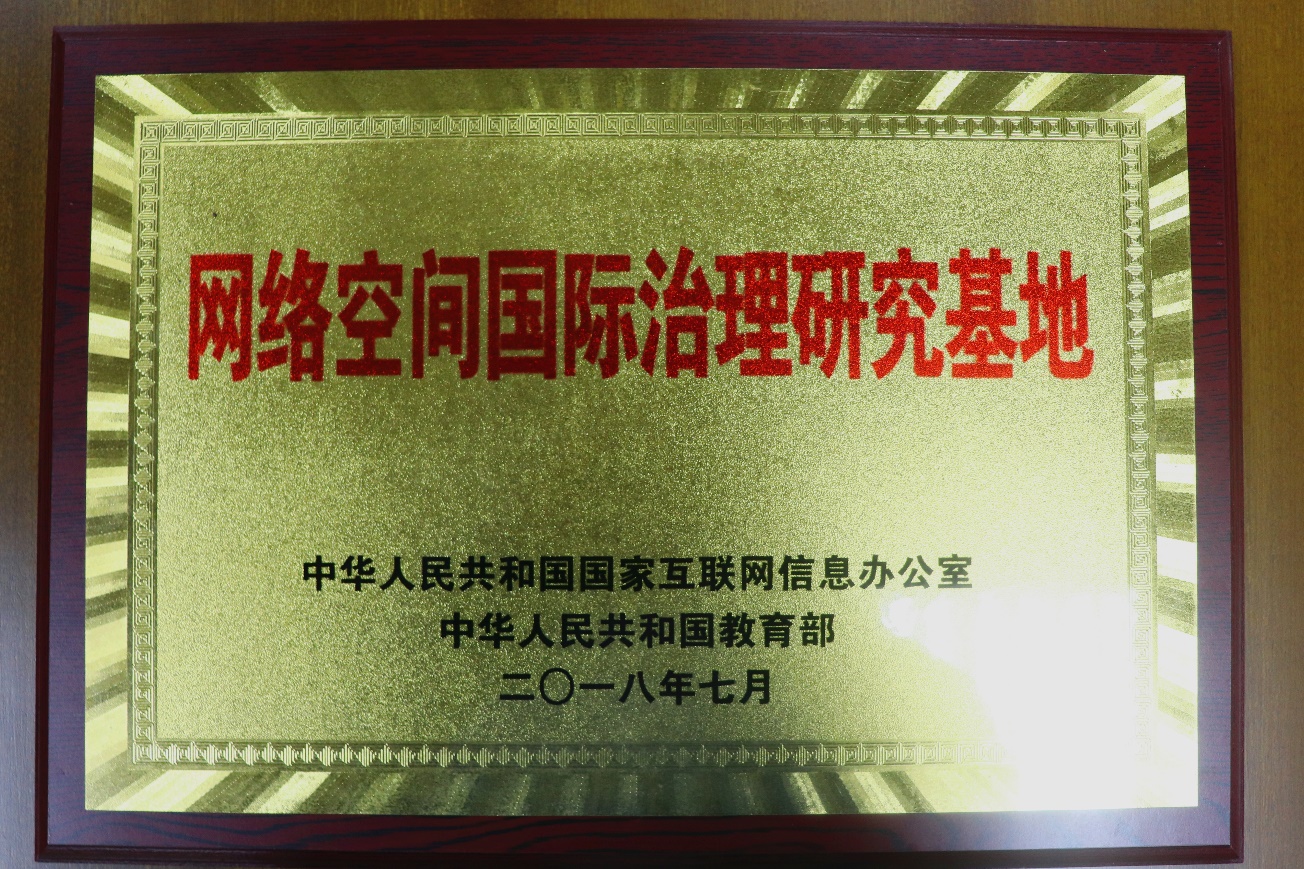 网络空间国际治理研究基地
中华人民共和国国家互联网信息办公室
中华人民共和国教育部
二〇一八年七月